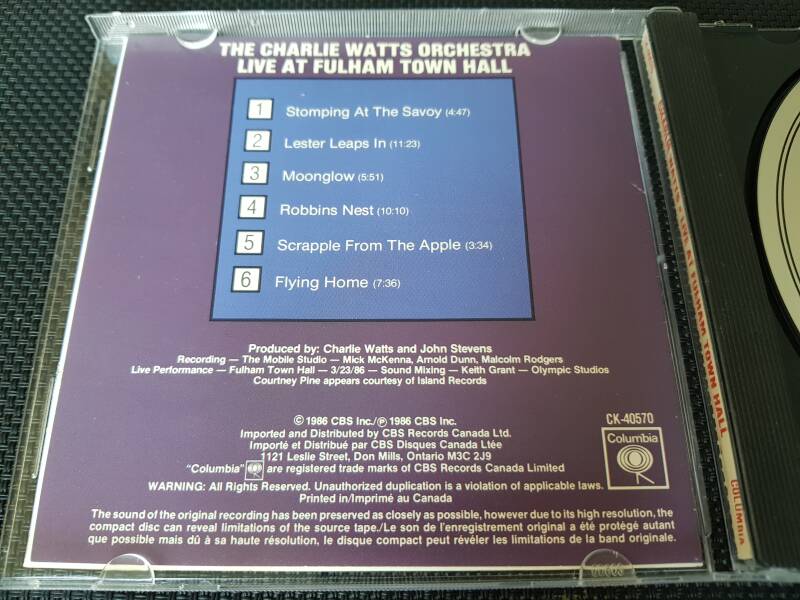 THE CHARLIE WATTS ORCHESTRA
LIVE AT FULHAM TOWN HALL
1 Stomping At The Savoy (4:47)
2 Lester Leaps In (11:23)
3 Moonglow (5:51)
4 Robbins Nest (10:10)
5 Scrapple From The Apple (3:34)
6 Flying Home (7:36)
Produced by: Charlie Watts and John Stevens
Recording — The Mobile Studio — Mick McKenna, Arnold Dunn, Malcolm Rodgers
Live Performance — Fulham Town Hall — 3/23/86 — Sound Mixing — Keith Grant — Olympic Studios
Courtney Pine appears courtesy of Island Records
© 1986 CBS Inc./℗ 1986 CBS Inc.
Imported and Distributed by CBS Records Canada Ltd.
Importé et Distribué par CBS Disques Canada Ltée
1121 Leslie Street, Don Mills, Ontario M3C 2J9
"Columbia" are registered trade marks of CBS Records Canada Limited
WARNING: All Rights Reserved. Unauthorized duplication is a violation of applicable laws.
Printed in/Imprimé au Canada
The sound of the original recording has been preserved as closely as possible, however due to its high resolution, the
compact disc can reveal limitations of the source tape./Le son de l'enregistrement original a été protégé autant
que possible mais dû à sa haute résolution, le disque compact peut révéler les limitations de la band originale.
CK-40570
Columbia
CHARLIE WATTS • LIVE AT FULHAM TOWN HALL
COLUMBIA